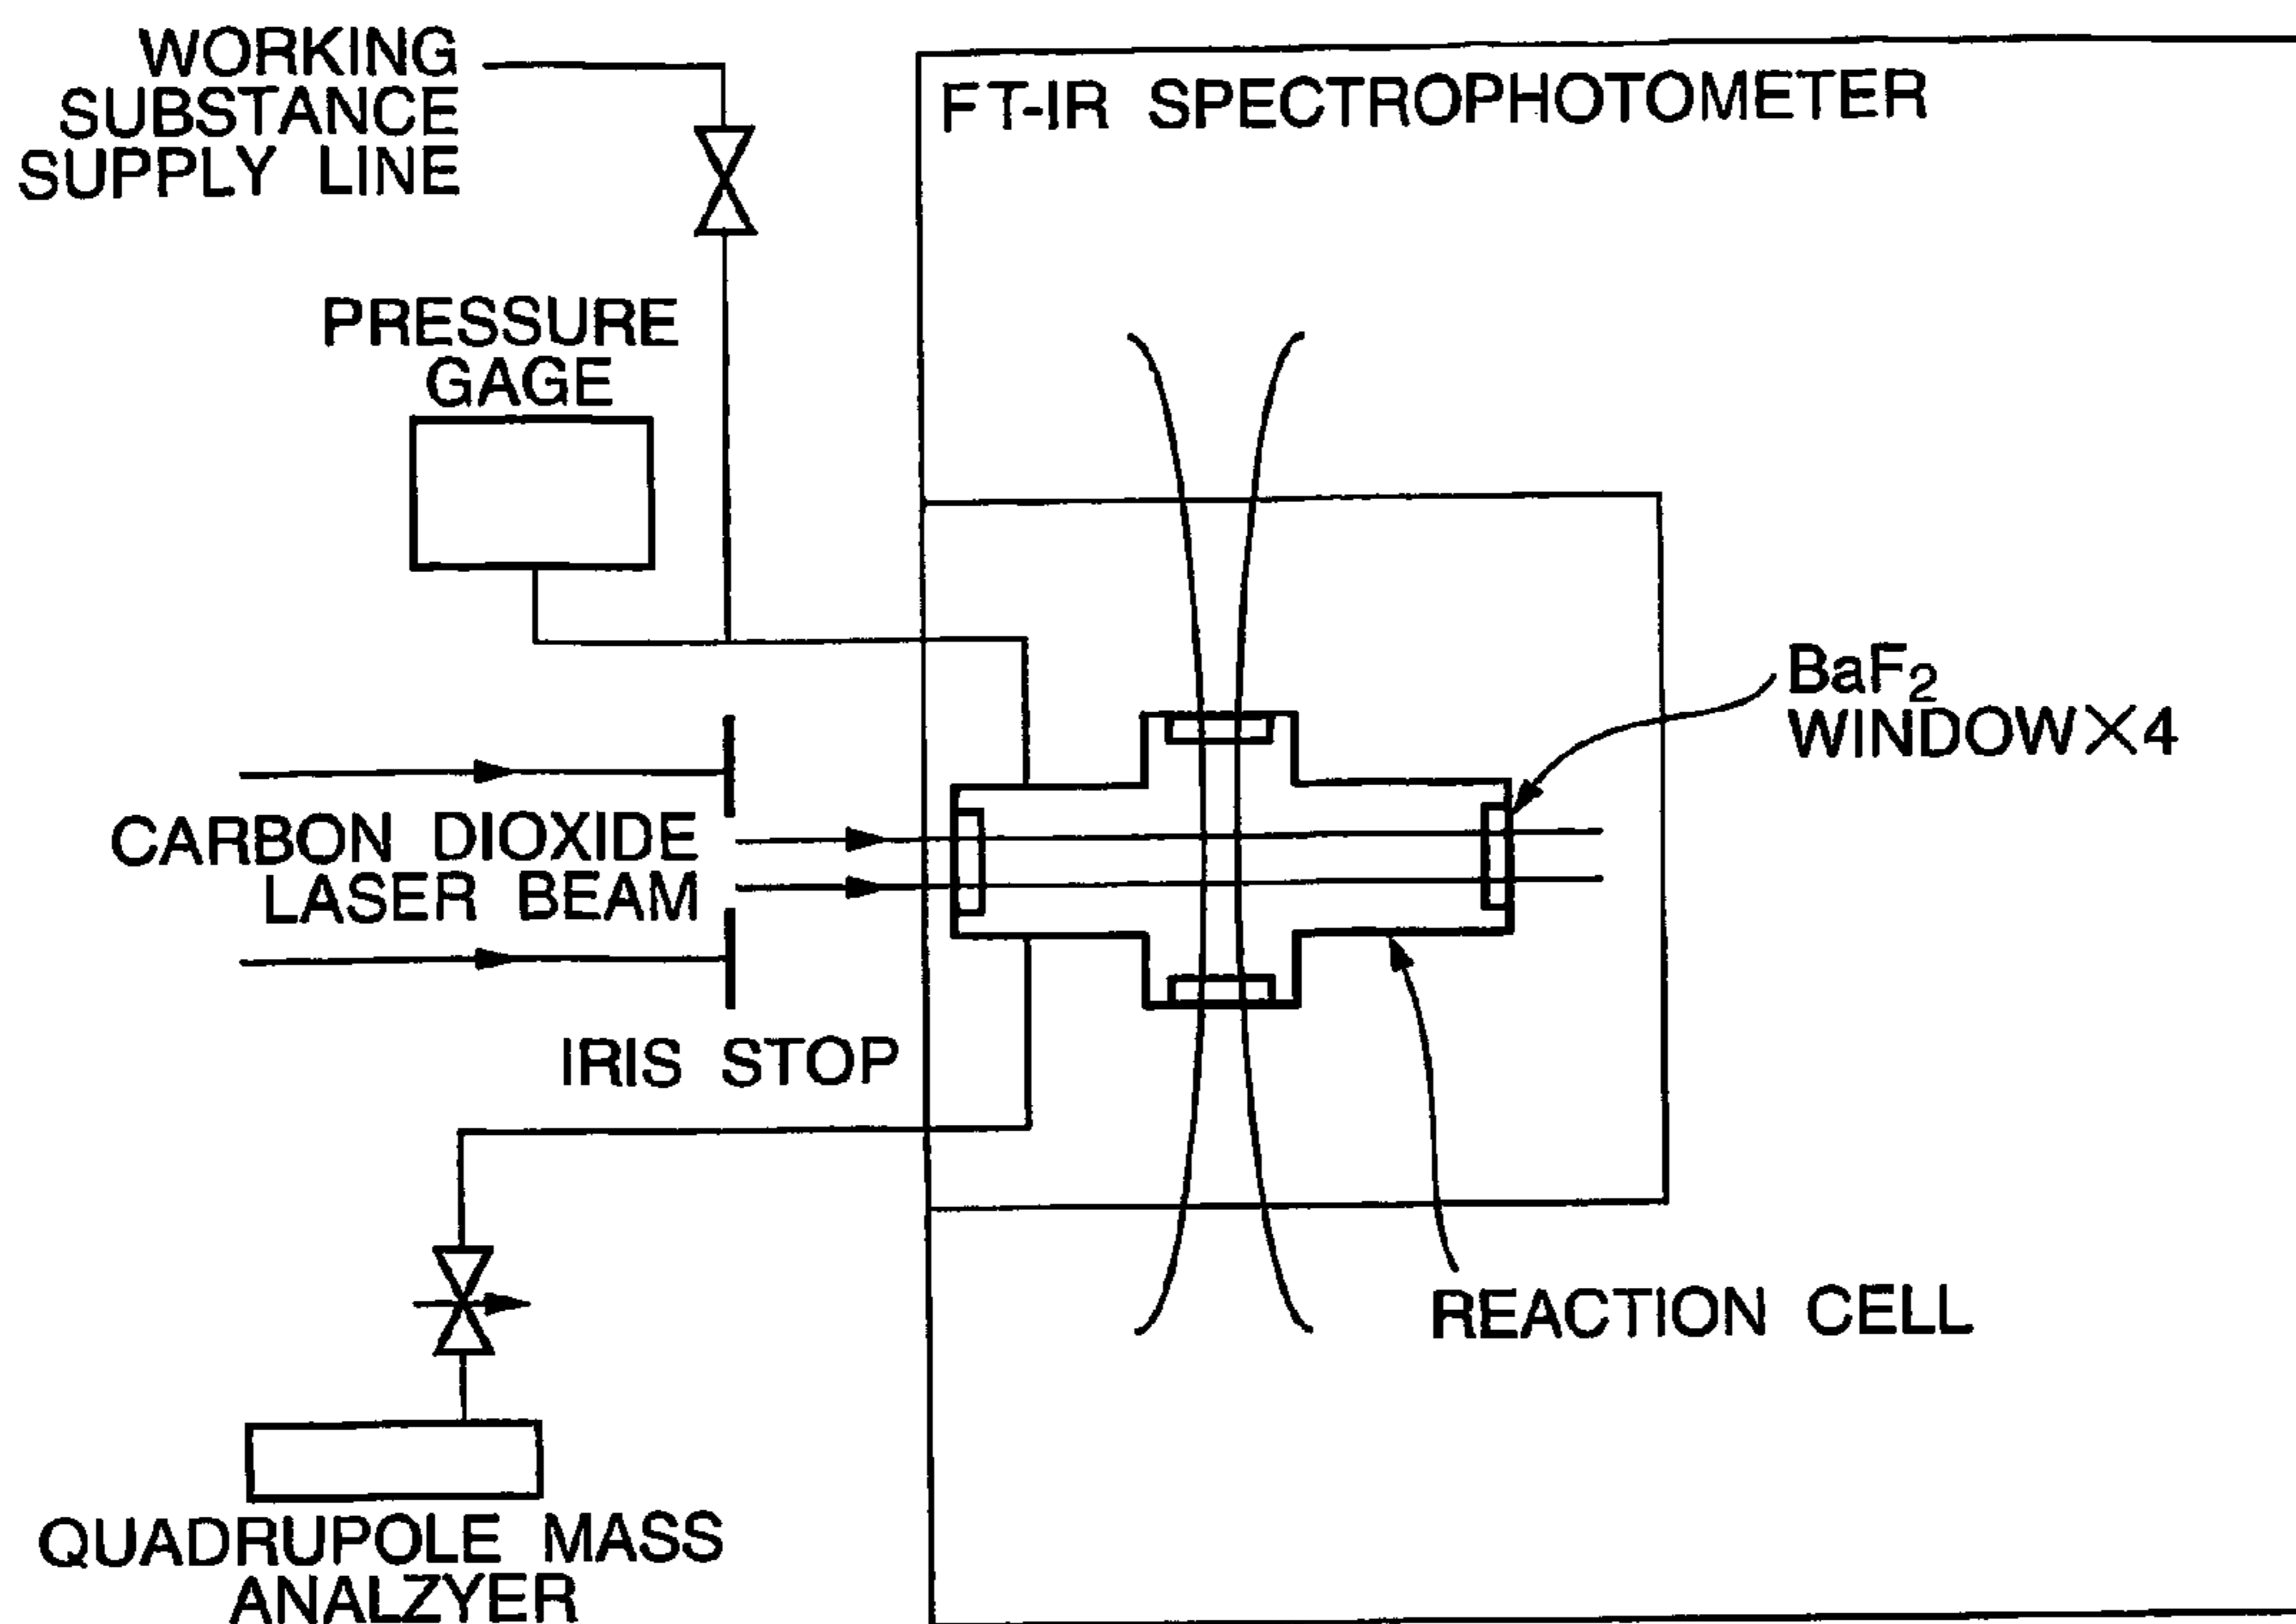 WORKING
SUBSTANCE
SUPPLY LINE
FT-IR SPECTROPHOTOMETER
PRESSURE
GAGE
BaF₂
WINDOW×4
CARBON DIOXIDE
LASER BEAM
IRIS STOP
REACTION CELL
QUADRUPOLE MASS
ANALZYER